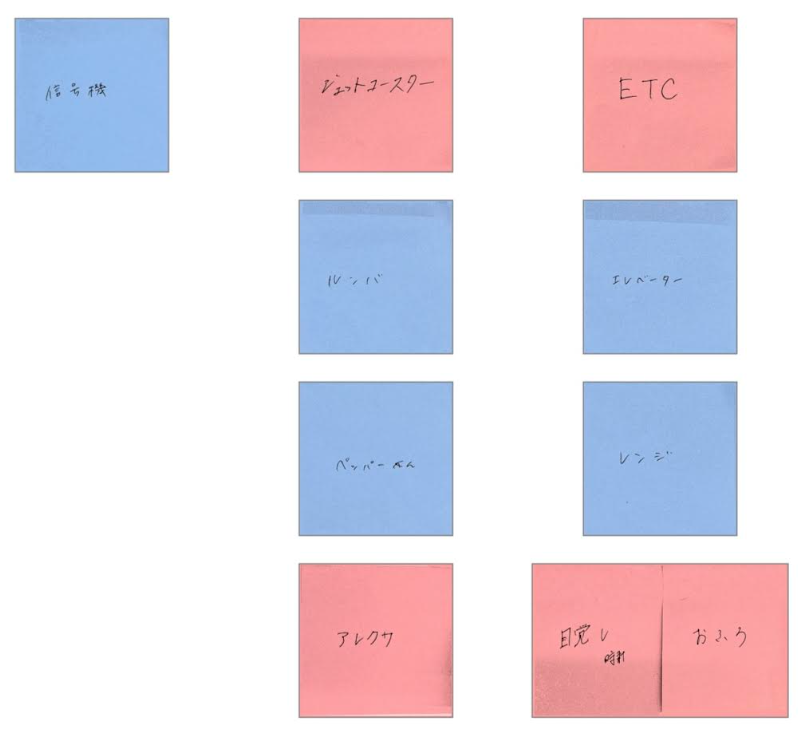 信号機
ジェットコースター
ETC
ルンバ
エレベーター
ペッパーくん
レンジ
アレクサ
目覚し
時計
おふろ